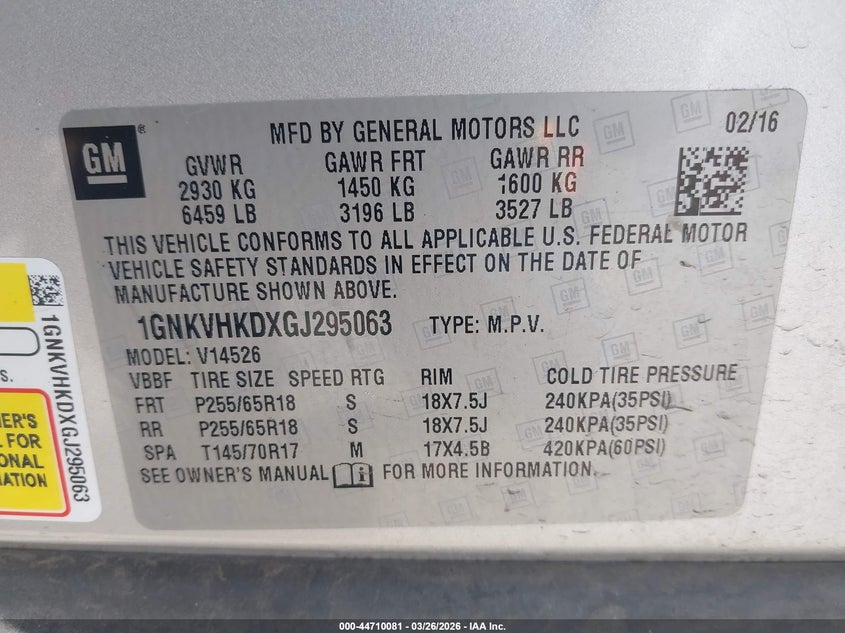 GM
®
MFD BY GENERAL MOTORS LLC
02/16
GVWR GAWR FRT GAWR RR
2930 KG 1450 KG 1600 KG
6459 LB 3196 LB 3527 LB
THIS VEHICLE CONFORMS TO ALL APPLICABLE U.S. FEDERAL MOTOR
VEHICLE SAFETY STANDARDS IN EFFECT ON THE DATE OF
MANUFACTURE SHOWN ABOVE.
1GNKVHKDXGJ295063 TYPE: M.P.V.
MODEL: V14526
VBBF TIRE SIZE SPEED RTG RIM COLD TIRE PRESSURE
FRT P255/65R18 S 18X7.5J 240KPA(35PSI)
RR P255/65R18 S 18X7.5J 240KPA(35PSI)
SPA T145/70R17 M 17X4.5B 420KPA(60PSI)
SEE OWNER'S MANUAL FOR MORE INFORMATION.
1GNKVHKDXGJ295063
S.
NER'S
L FOR
IONAL
MATION
000-44710081 - 03/26/2026 - IAA Inc.